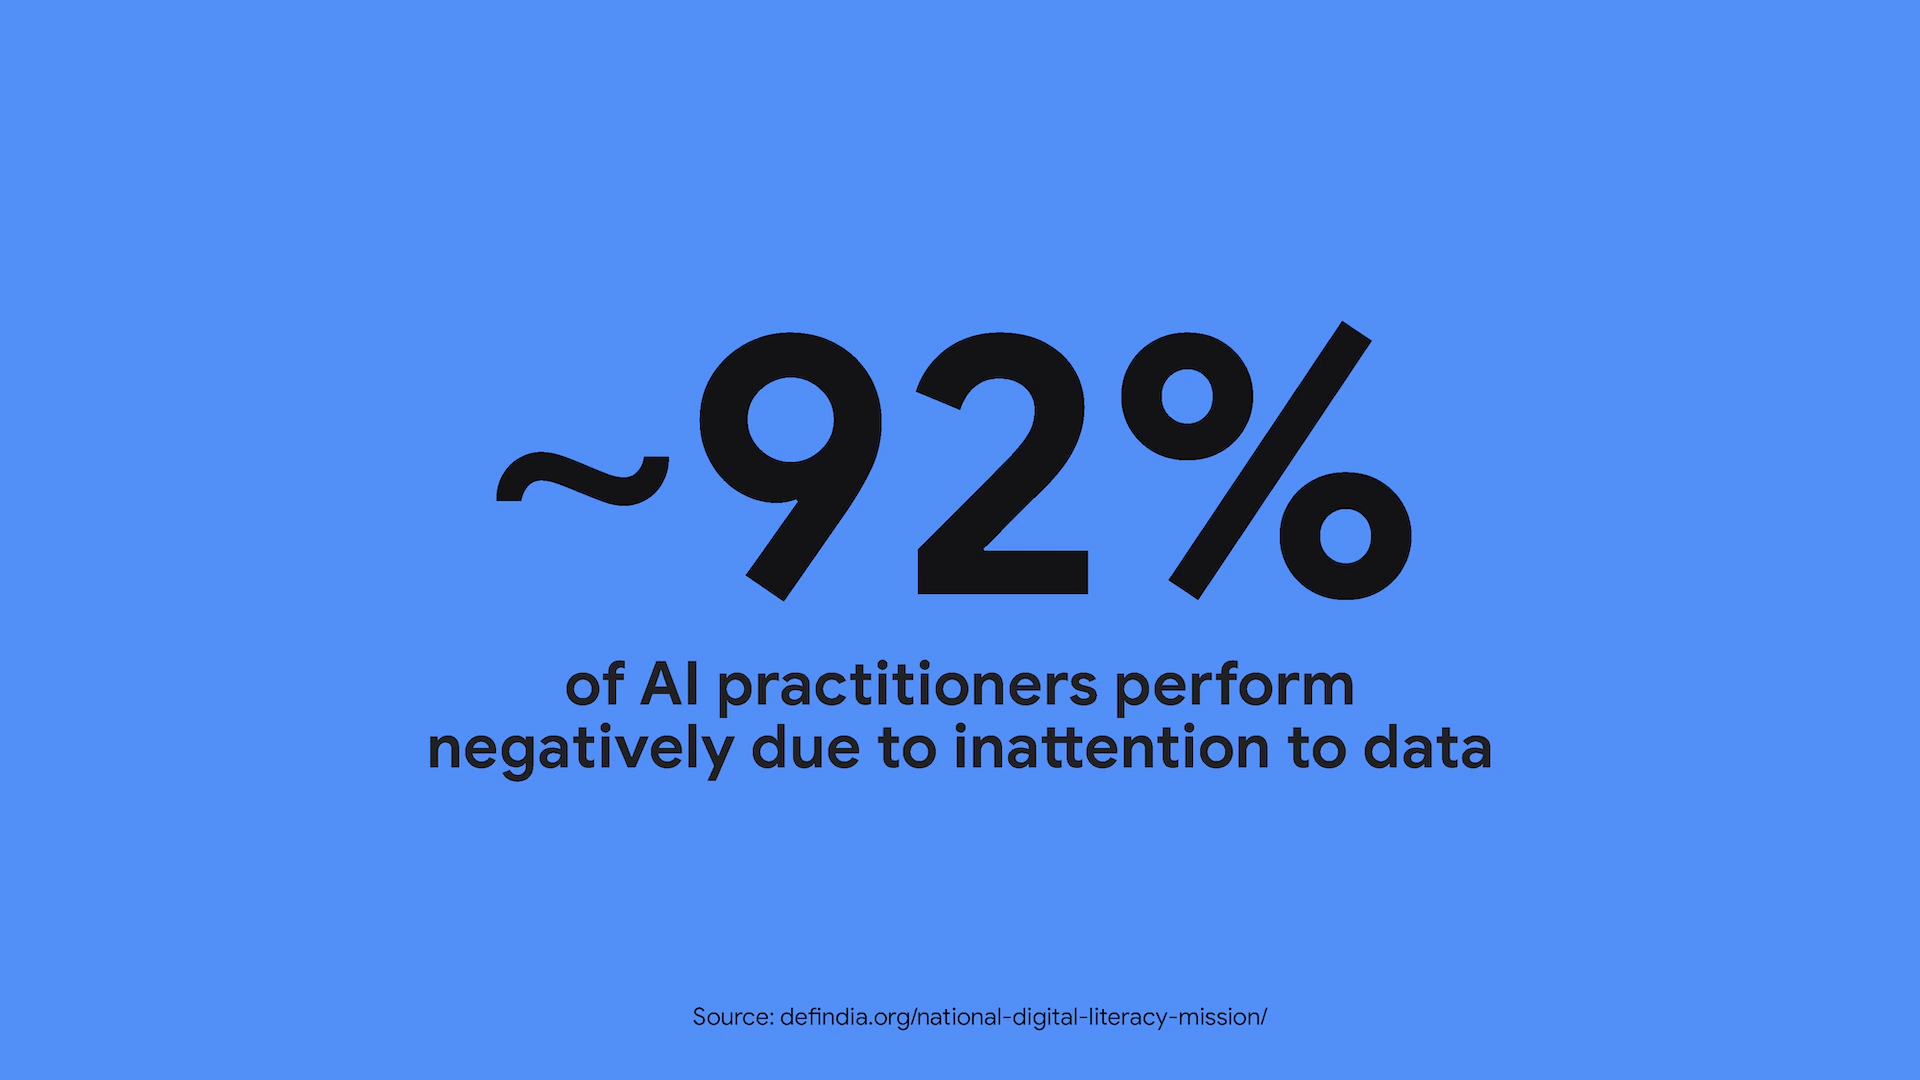 ~92%
of AI practitioners perform
negatively due to inattention to data
Source: defindia.org/national-digital-literacy-mission/